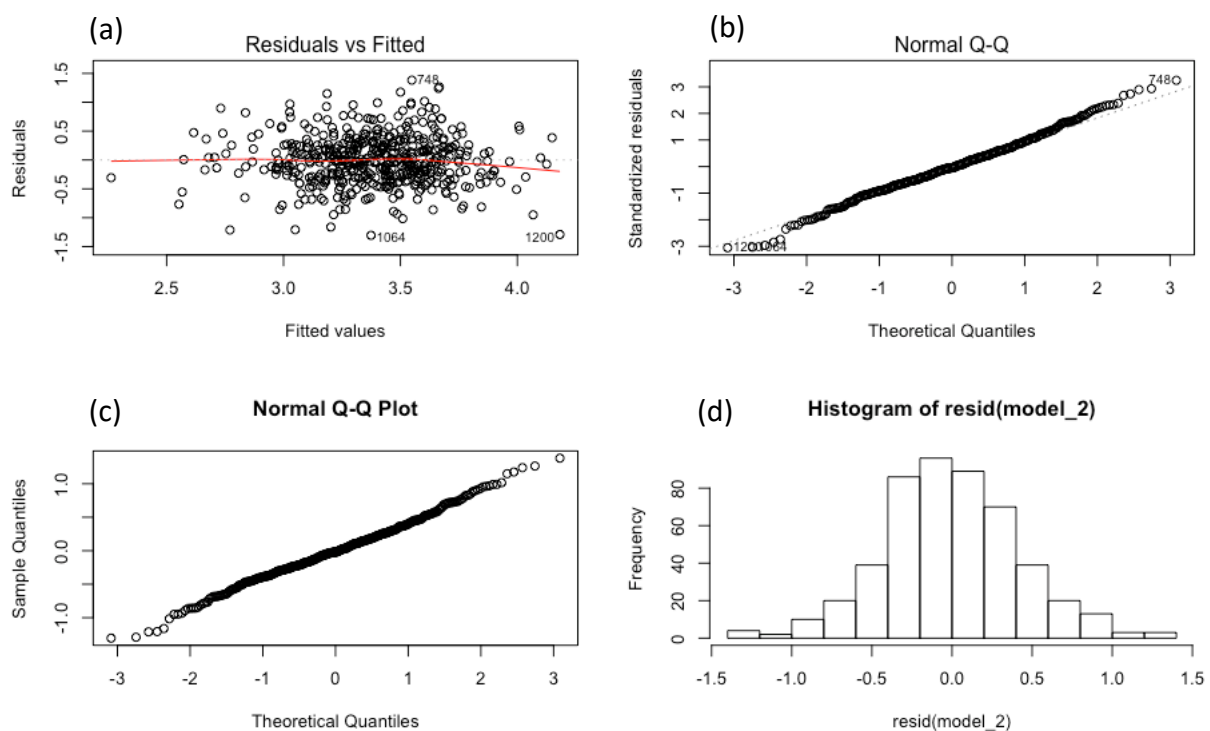 (a)
Residuals vs Fitted
Residuals
1.5
0.5
-0.5
-1.5
748
1064
1200
2.5 3.0 3.5 4.0
Fitted values
(b)
Normal Q-Q
Standardized residuals
3
2
1
-1
-3
748
-3 -2 -1 0 1 2 3
Theoretical Quantiles
(c)
Normal Q-Q Plot
Sample Quantiles
1.0
0.0
-1.0
-3 -2 -1 0 1 2 3
Theoretical Quantiles
(d)
Histogram of resid(model_2)
Frequency
80
60
40
20
0
-1.5 -1.0 -0.5 0.0 0.5 1.0 1.5
resid(model_2)